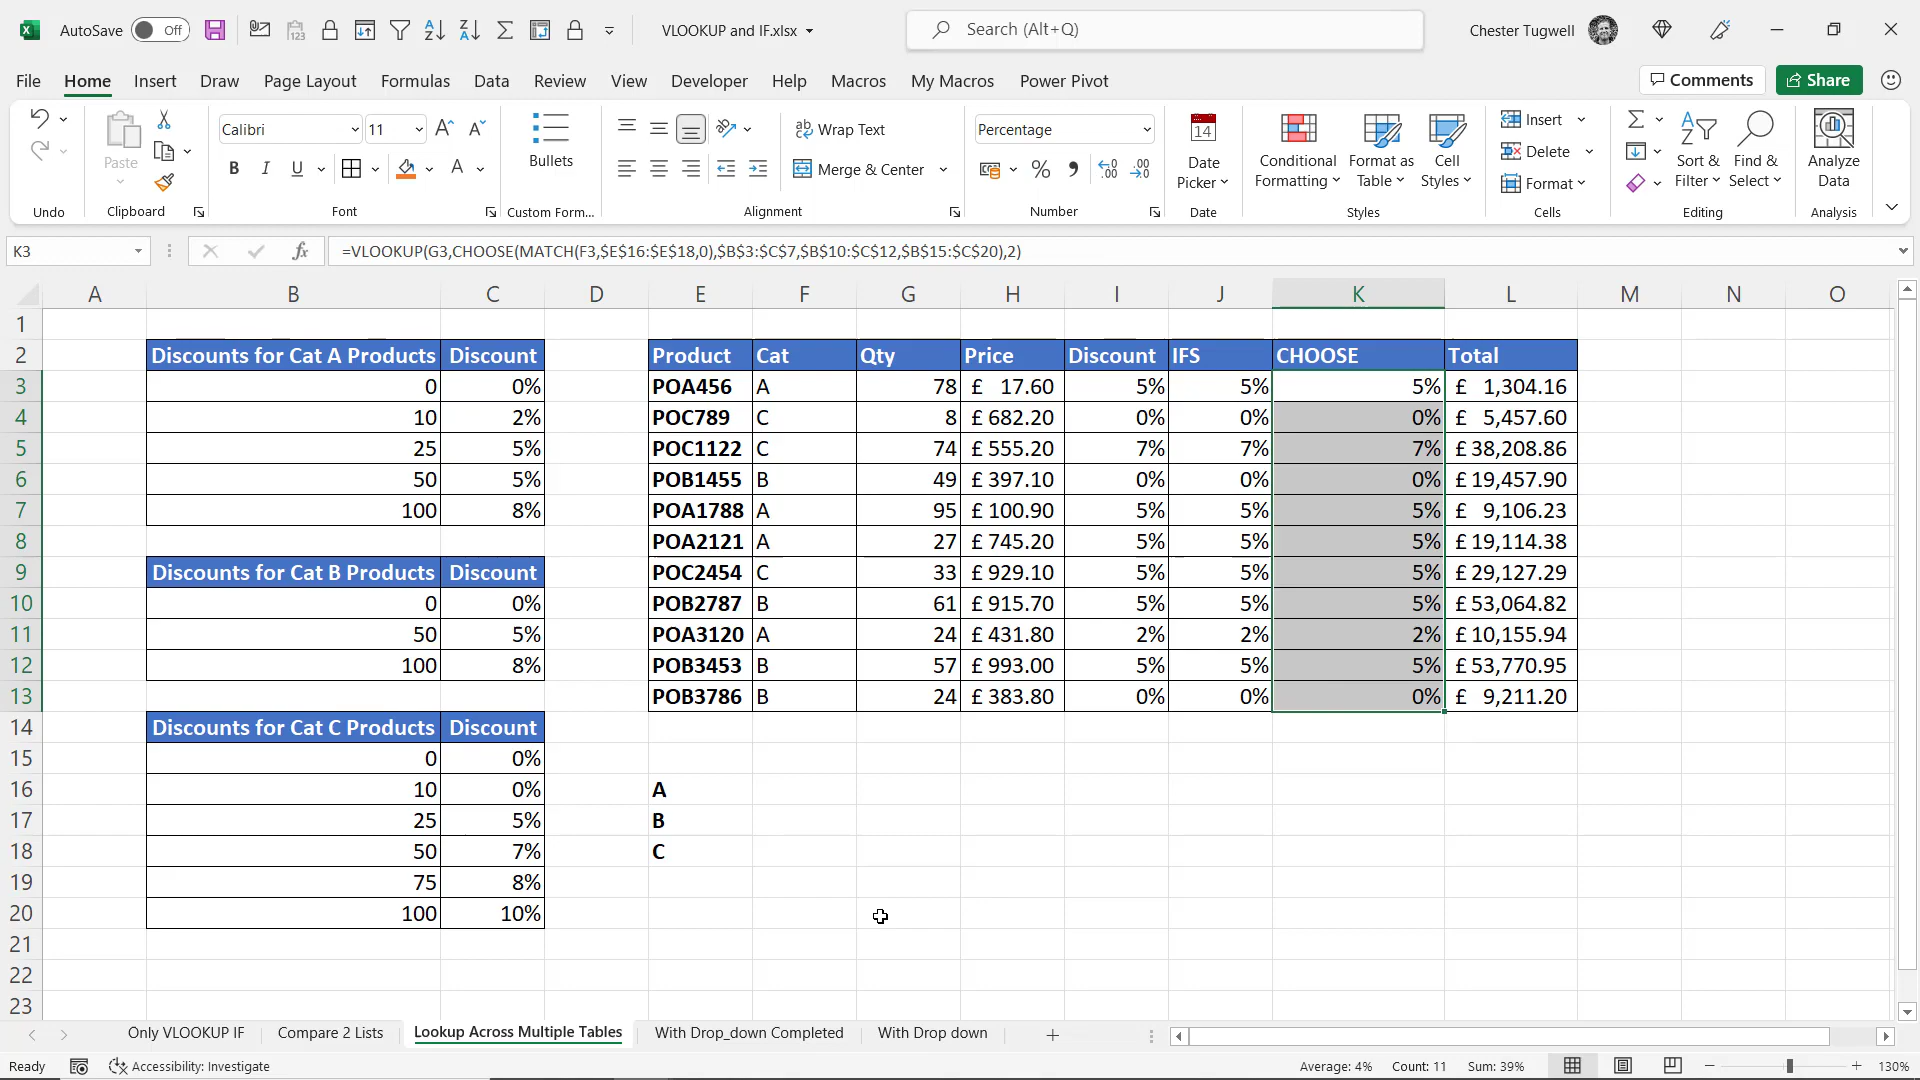 AutoSave Off VLOOKUP and IF.xlsx Search (Alt+Q) Chester Tugwell
File Home Insert Draw Page Layout Formulas Data Review View Developer Help Macros My Macros Power Pivot Comments Share
Undo
Paste
Clipboard
Calibri 11
B I U A
Font
Bullets
Custom Form...
Wrap Text
Merge & Center
Alignment
Percentage
Number
14
Date Picker
Date
Conditional Formatting
Format as Table
Cell Styles
Styles
Insert
Delete
Format
Cells
Sort & Filter
Find & Select
Editing
Analyze Data
Analysis
K3 fx =VLOOKUP(G3,CHOOSE(MATCH(F3,$E$16:$E$18,0),$B$3:$C$7,$B$10:$C$12,$B$15:$C$20),2)
A B C D E F G H I J K L M N O
1
2 Discounts for Cat A Products Discount Product Cat Qty Price Discount IFS CHOOSE Total
3 0 0% POA456 A 78 £ 17.60 5% 5% 5% £ 1,304.16
4 10 2% POC789 C 8 £ 682.20 0% 0% 0% £ 5,457.60
5 25 5% POC1122 C 74 £ 555.20 7% 7% 7% £ 38,208.86
6 50 5% POB1455 B 49 £ 397.10 0% 0% 0% £ 19,457.90
7 100 8% POA1788 A 95 £ 100.90 5% 5% 5% £ 9,106.23
8 POA2121 A 27 £ 745.20 5% 5% 5% £ 19,114.38
9 Discounts for Cat B Products Discount POC2454 C 33 £ 929.10 5% 5% 5% £ 29,127.29
10 0 0% POB2787 B 61 £ 915.70 5% 5% 5% £ 53,064.82
11 50 5% POA3120 A 24 £ 431.80 2% 2% 2% £ 10,155.94
12 100 8% POB3453 B 57 £ 993.00 5% 5% 5% £ 53,770.95
13 POB3786 B 24 £ 383.80 0% 0% 0% £ 9,211.20
14 Discounts for Cat C Products Discount
15 0 0%
16 10 0% A
17 25 5% B
18 50 7% C
19 75 8%
20 100 10%
21
22
23
Only VLOOKUP IF Compare 2 Lists Lookup Across Multiple Tables With Drop_down Completed With Drop down
Ready Accessibility: Investigate Average: 4% Count: 11 Sum: 39% 130%